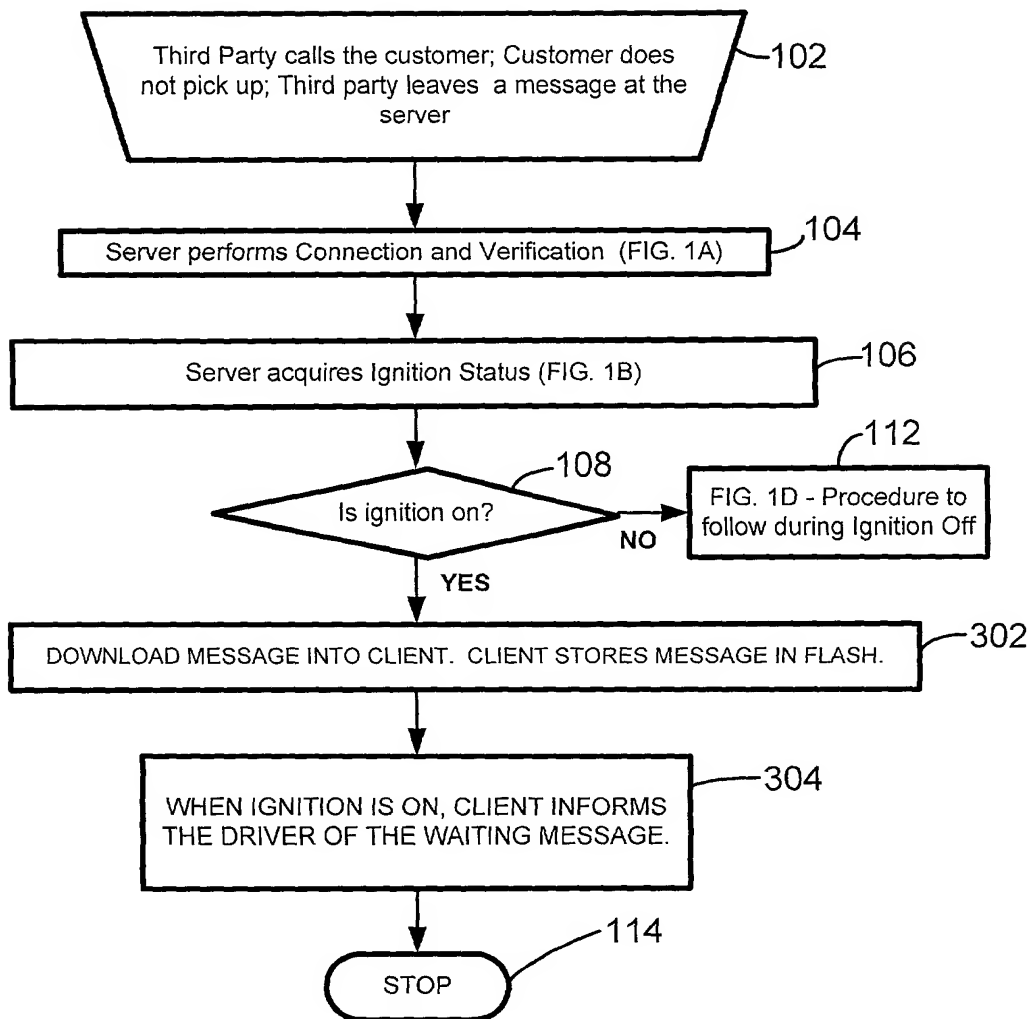 Third Party calls the customer; Customer does
not pick up; Third party leaves a message at the
server
102
Server performs Connection and Verification (FIG. 1A)
104
Server acquires Ignition Status (FIG. 1B)
106
Is ignition on?
108
NO
FIG. 1D - Procedure to
follow during Ignition Off
112
YES
DOWNLOAD MESSAGE INTO CLIENT. CLIENT STORES MESSAGE IN FLASH.
302
WHEN IGNITION IS ON, CLIENT INFORMS
THE DRIVER OF THE WAITING MESSAGE.
304
STOP
114